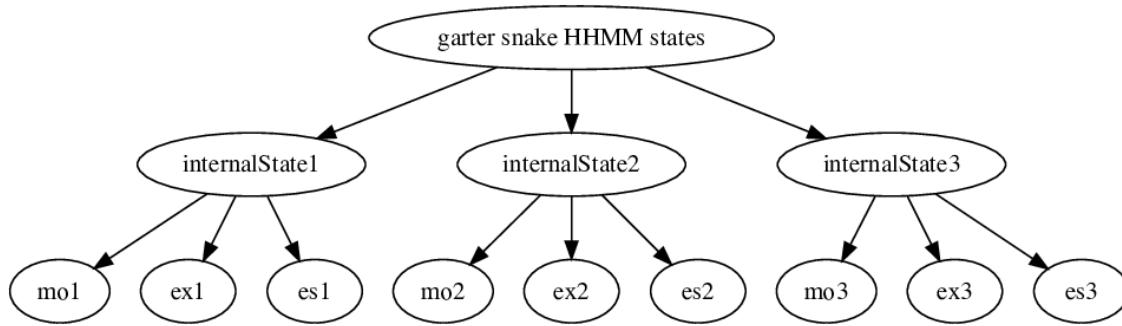 garter snake HHMM states
internalState1
internalState2
internalState3
mo1
ex1
es1
mo2
ex2
es2
mo3
ex3
es3